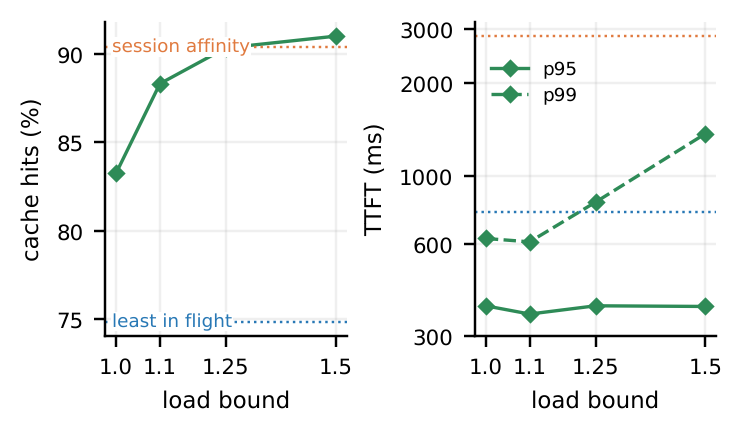 cache hits (%)
90
85
80
75
session affinity
least in flight
1.0 1.1 1.25 1.5
load bound
TTFT (ms)
3000
2000
1000
600
300
p95
p99
1.0 1.1 1.25 1.5
load bound